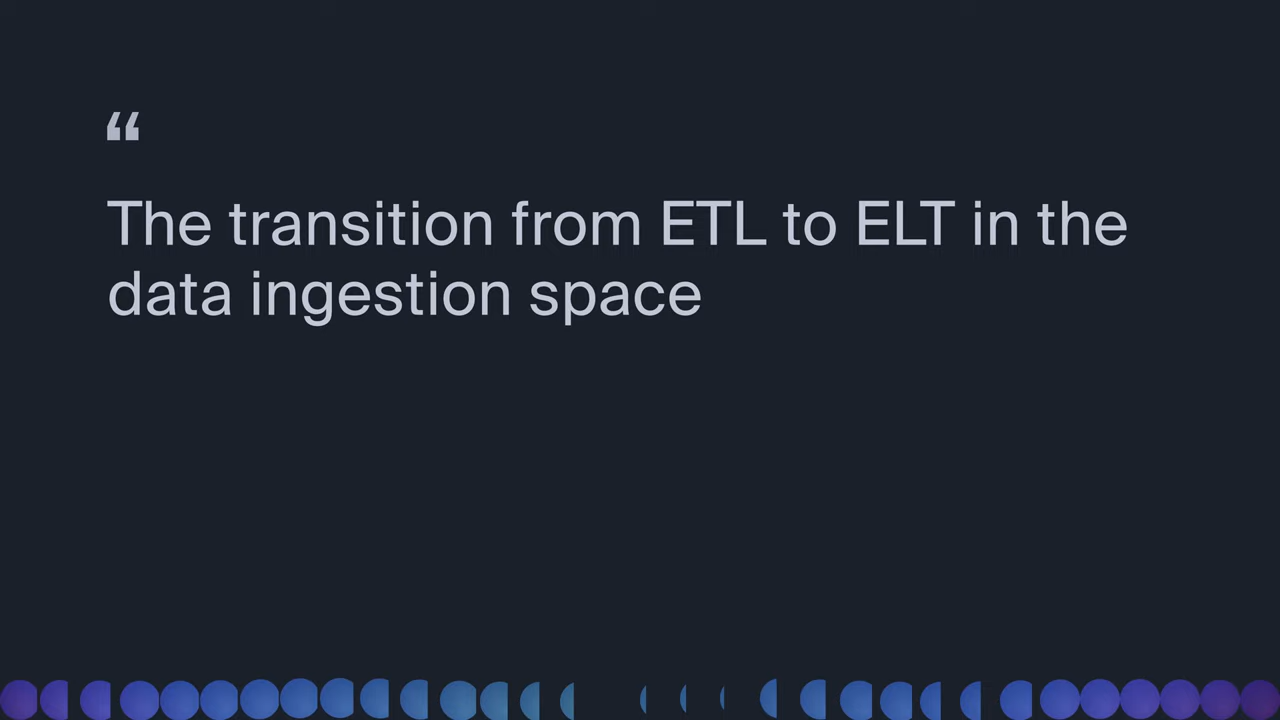 “
The transition from ETL to ELT in the
data ingestion space